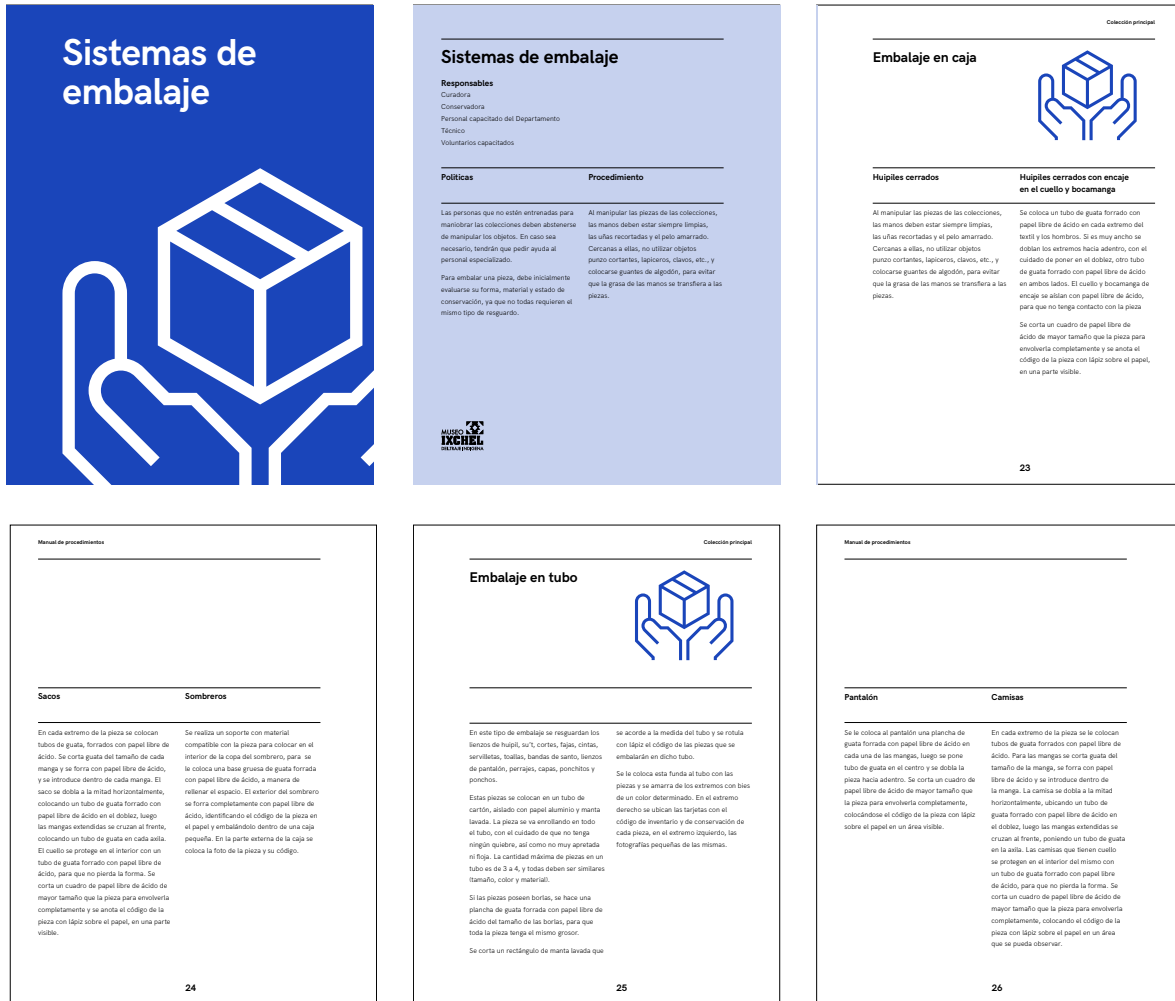 Sistemas de
embalaje
Sistemas de embalaje
Responsables
Curadora
Conservadora
Personal capacitado del Departamento
Técnico
Voluntarios capacitados
Políticas
Las personas que no estén entrenadas para
maniobrar las colecciones deben abstenerse
de manipular los objetos. En caso sea
necesario, tendrán que pedir ayuda al
personal especializado.
Para embalar una pieza, debe inicialmente
evaluarse su forma, material y estado de
conservación, ya que no todas requieren el
mismo tipo de resguardo.
Procedimiento
Al manipular las piezas de las colecciones,
las manos deben estar siempre limpias,
las uñas recortadas y el pelo amarrado.
Cercanas a ellas, no utilizar objetos
punzo cortantes, lapiceros, clavos, etc., y
colocarse guantes de algodón, para evitar
que la grasa de las manos se transfiera a las
piezas.
MUSEO
IXCHEL
DEL TRAJE INDÍGENA
Colección principal
Embalaje en caja
Huipiles cerrados
Al manipular las piezas de las colecciones,
las manos deben estar siempre limpias,
las uñas recortadas y el pelo amarrado.
Cercanas a ellas, no utilizar objetos
punzo cortantes, lapiceros, clavos, etc., y
colocarse guantes de algodón, para evitar
que la grasa de las manos se transfiera a las
piezas.
Huipiles cerrados con encaje
en el cuello y bocamanga
Se coloca un tubo de guata forrado con
papel libre de ácido en cada extremo del
textil y los hombros. Si es muy ancho se
doblan los extremos hacia adentro, con el
cuidado de poner en el doblez, otro tubo
de guata forrado con papel libre de ácido
en ambos lados. El cuello y bocamanga de
encaje se aíslan con papel libre de ácido,
para que no tenga contacto con la pieza
Se corta un cuadro de papel libre de
ácido de mayor tamaño que la pieza para
envolverla completamente y se anota el
código de la pieza con lápiz sobre el papel,
en una parte visible.
23
Manual de procedimientos
Sacos
En cada extremo de la pieza se colocan
tubos de guata, forrados con papel libre de
ácido. Se corta guata del tamaño de cada
manga y se forra con papel libre de ácido,
y se introduce dentro de cada manga. El
saco se dobla a la mitad horizontalmente,
colocando un tubo de guata forrado con
papel libre de ácido en el doblez, luego
las mangas extendidas se cruzan al frente,
colocando un tubo de guata en cada axila.
El cuello se protege en el interior con un
tubo de guata forrado con papel libre de
ácido, para que no pierda la forma. Se
corta un cuadro de papel libre de ácido de
mayor tamaño que la pieza para envolverla
completamente y se anota el código de la
pieza con lápiz sobre el papel, en una parte
visible.
Sombreros
Se realiza un soporte con material
compatible con la pieza para colocar en el
interior de la copa del sombrero, para se
le coloca una base gruesa de guata forrada
con papel libre de ácido, a manera de
rellenar el espacio. El exterior del sombrero
se forra completamente con papel libre de
ácido, identificando el código de la pieza en
el papel y embalándolo dentro de una caja
pequeña. En la parte externa de la caja se
coloca la foto de la pieza y su código.
24
Colección principal
Embalaje en tubo
En este tipo de embalaje se resguardan los
lienzos de huipil, su't, cortes, fajas, cintas,
servilletas, toallas, bandas de santo, lienzos
de pantalón, perrajes, capas, ponchitos y
ponchos.
Estas piezas se colocan en un tubo de
cartón, aislado con papel aluminio y manta
lavada. La pieza se va enrollando en todo
el tubo, con el cuidado de que no tenga
ningún quiebre, así como no muy apretada
ni floja. La cantidad máxima de piezas en un
tubo es de 3 a 4, y todas deben ser similares
(tamaño, color y material).
Si las piezas poseen borlas, se hace una
plancha de guata forrada con papel libre de
ácido del tamaño de las borlas, para que
toda la pieza tenga el mismo grosor.
Se corta un rectángulo de manta lavada que
se acorde a la medida del tubo y se rotula
con lápiz el código de las piezas que se
embalarán en dicho tubo.
Se le coloca esta funda al tubo con las
piezas y se amarra de los extremos con bies
de un color determinado. En el extremo
derecho se ubican las tarjetas con el
código de inventario y de conservación de
cada pieza, en el extremo izquierdo, las
fotografías pequeñas de las mismas.
25
Manual de procedimientos
Pantalón
Se le coloca al pantalón una plancha de
guata forrada con papel libre de ácido en
cada una de las mangas, luego se pone
tubo de guata en el centro y se dobla la
pieza hacia adentro. Se corta un cuadro de
papel libre de ácido de mayor tamaño que
la pieza para envolverla completamente,
colocándose el código de la pieza con lápiz
sobre el papel en un área visible.
Camisas
En cada extremo de la pieza se le colocan
tubos de guata forrados con papel libre de
ácido. Para las mangas se corta guata del
tamaño de la manga, se forra con papel
libre de ácido y se introduce dentro de
la manga. La camisa se dobla a la mitad
horizontalmente, ubicando un tubo de
guata forrado con papel libre de ácido en
el doblez, luego las mangas extendidas se
cruzan al frente, poniendo un tubo de guata
en la axila. Las camisas que tienen cuello
se protegen en el interior del mismo con
un tubo de guata forrado con papel libre
de ácido, para que no pierda la forma. Se
corta un cuadro de papel libre de ácido de
mayor tamaño que la pieza para envolverla
completamente, colocando el código de la
pieza con lápiz sobre el papel en un área
que se pueda observar.
26